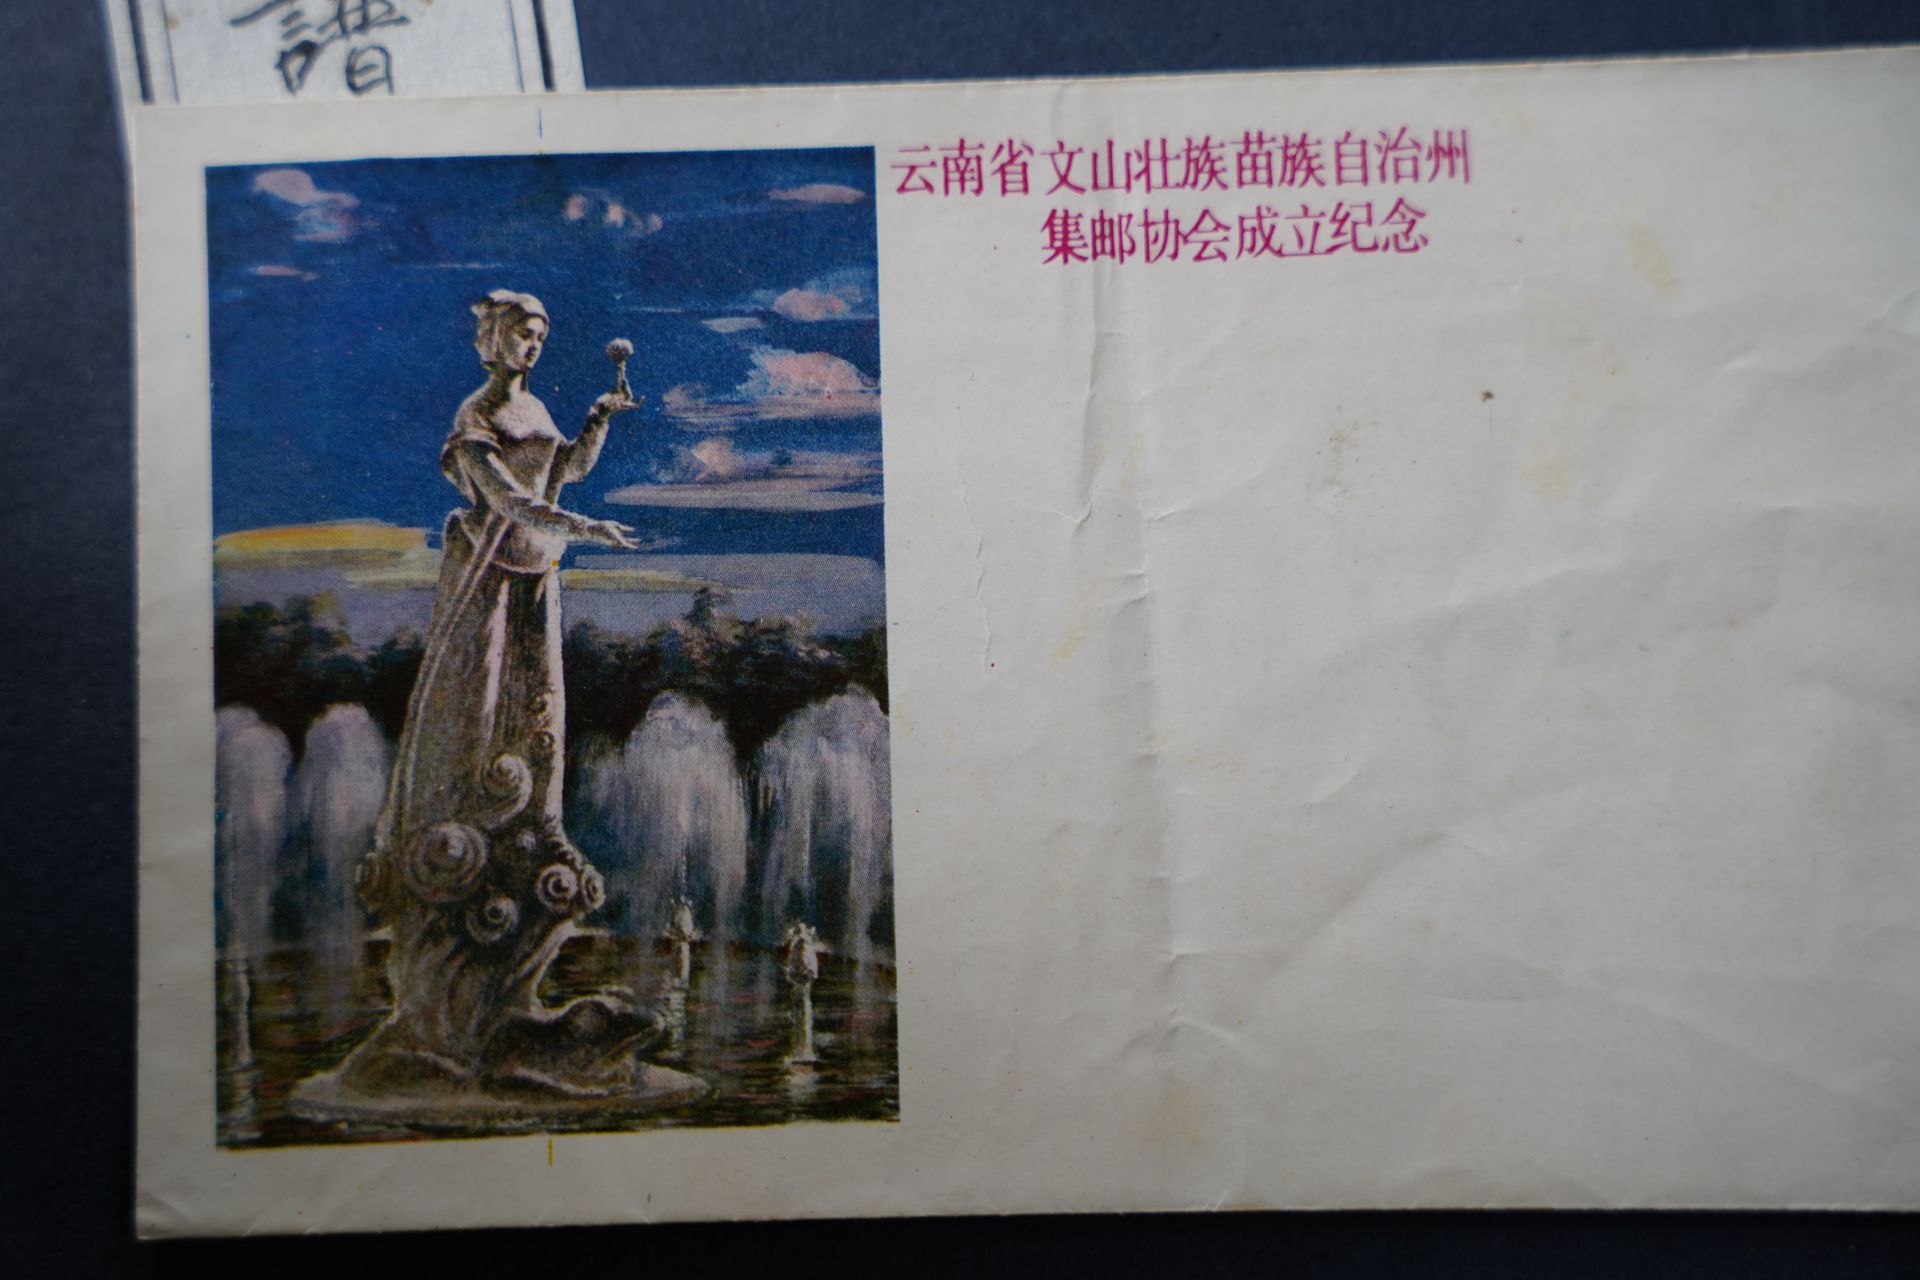 譜
云南省文山壮族苗族自治州
集邮协会成立纪念